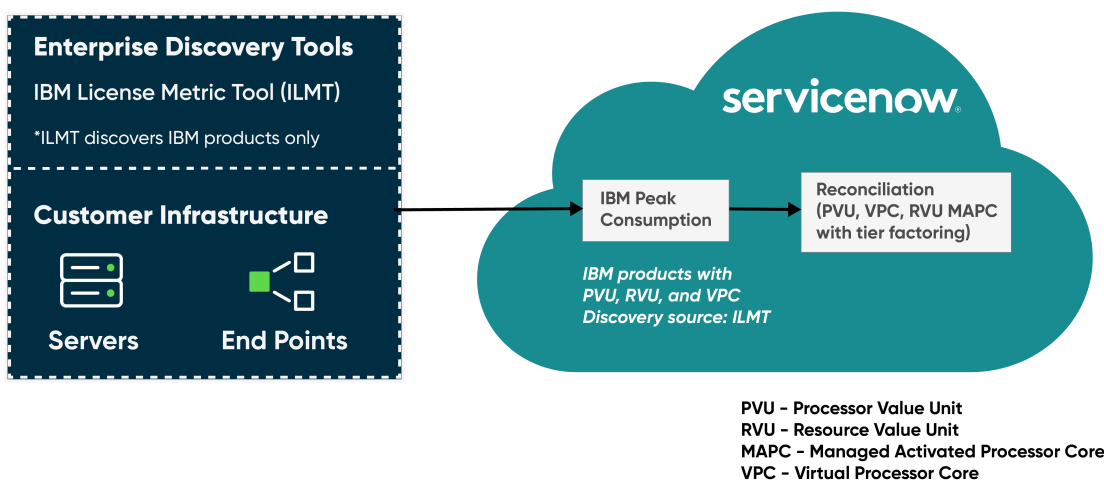 Enterprise Discovery Tools
IBM License Metric Tool (ILMT)
*ILMT discovers IBM products only
Customer Infrastructure
Servers
End Points
servicenow®
IBM Peak
Consumption
Reconciliation
(PVU, VPC, RVU MAPC
with tier factoring)
IBM products with
PVU, RVU, and VPC
Discovery source: ILMT
PVU - Processor Value Unit
RVU - Resource Value Unit
MAPC - Managed Activated Processor Core
VPC - Virtual Processor Core